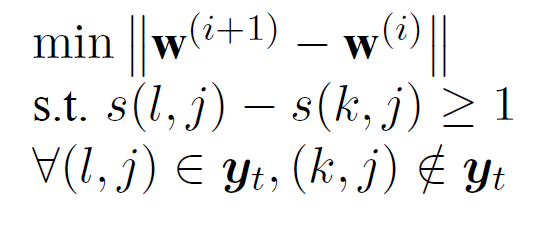 min ‖w^(i+1) − w^(i)‖
s.t. s(l, j) − s(k, j) ≥ 1
∀(l, j) ∈ y_t, (k, j) ∉ y_t